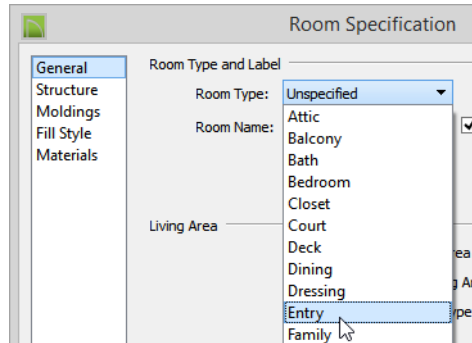 Room Specification
General
Structure
Moldings
Fill Style
Materials
Room Type and Label
Room Type: Unspecified
Room Name:
Attic
Balcony
Bath
Bedroom
Closet
Court
Deck
Dining
Dressing
Entry
Family
Living Area